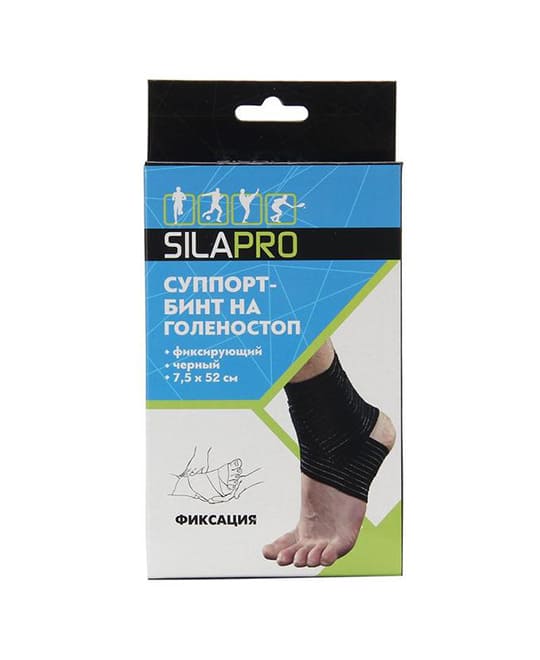 SILAPRO
СУППОРТ-
БИНТ НА
ГОЛЕНОСТОП
• фиксирующий
• черный
• 7,5 x 52 см
ФИКСАЦИЯ